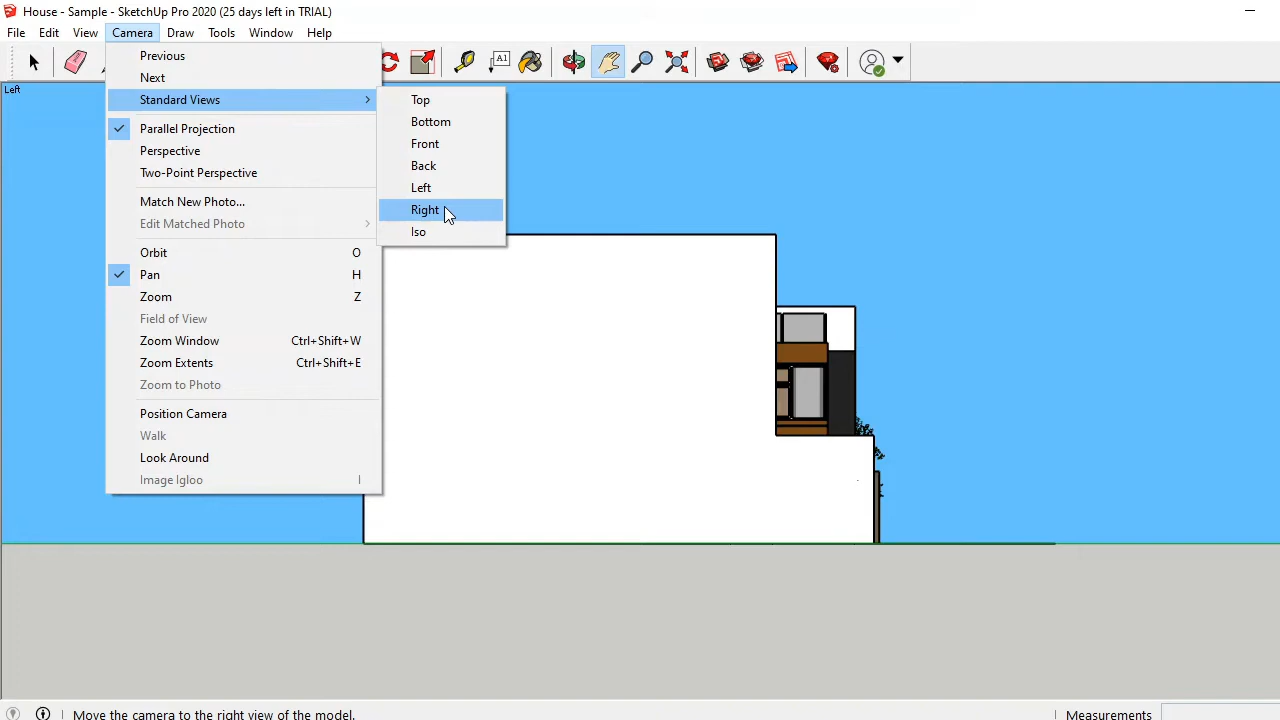 House - Sample - SketchUp Pro 2020 (25 days left in TRIAL)
File Edit View Camera Draw Tools Window Help
A1
Left
Previous
Next
Standard Views
Parallel Projection
Perspective
Two-Point Perspective
Match New Photo...
Edit Matched Photo
Orbit O
Pan H
Zoom Z
Field of View
Zoom Window Ctrl+Shift+W
Zoom Extents Ctrl+Shift+E
Zoom to Photo
Position Camera
Walk
Look Around
Image Igloo I
Top
Bottom
Front
Back
Left
Right
Iso
Move the camera to the right view of the model. Measurements